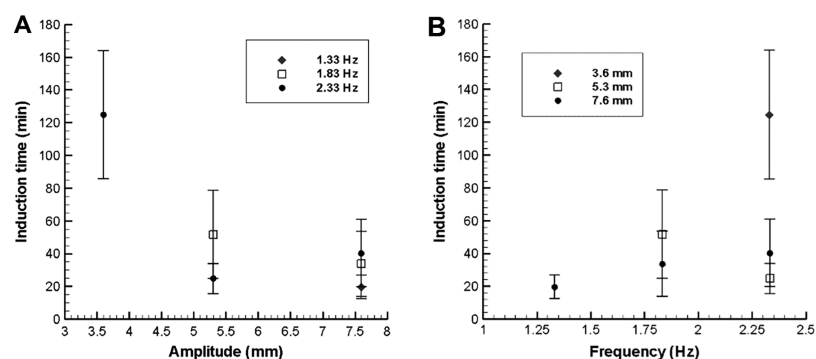 A
Induction time (min)
180
160
140
120
100
80
60
40
20
0
1.33 Hz
1.83 Hz
2.33 Hz
3 3.5 4 4.5 5 5.5 6 6.5 7 7.5 8
Amplitude (mm)
B
Induction time (min)
180
160
140
120
100
80
60
40
20
0
3.6 mm
5.3 mm
7.6 mm
1 1.25 1.5 1.75 2 2.25 2.5
Frequency (Hz)